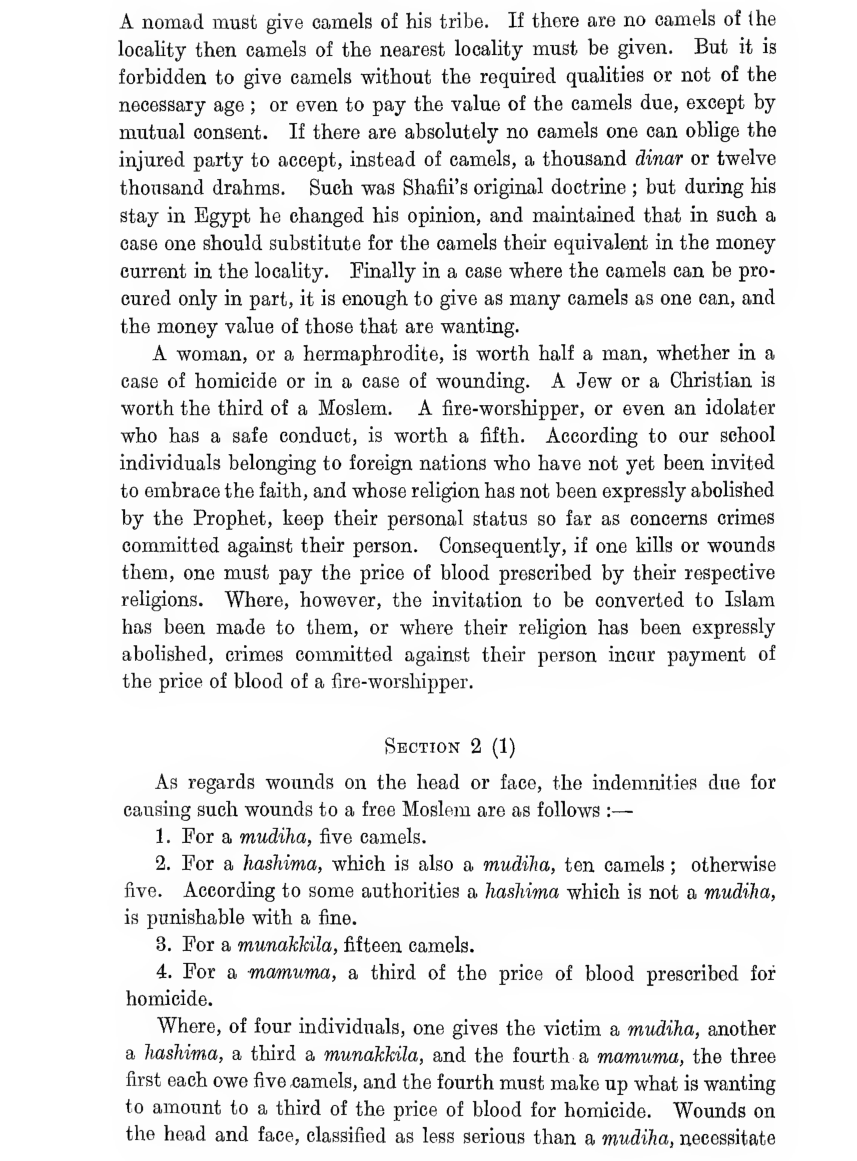 A nomad must give camels of his tribe. If there are no camels of the
locality then camels of the nearest locality must be given. But it is
forbidden to give camels without the required qualities or not of the
necessary age ; or even to pay the value of the camels due, except by
mutual consent. If there are absolutely no camels one can oblige the
injured party to accept, instead of camels, a thousand dinar or twelve
thousand drahms. Such was Shafii's original doctrine ; but during his
stay in Egypt he changed his opinion, and maintained that in such a
case one should substitute for the camels their equivalent in the money
current in the locality. Finally in a case where the camels can be pro-
cured only in part, it is enough to give as many camels as one can, and
the money value of those that are wanting.
A woman, or a hermaphrodite, is worth half a man, whether in a
case of homicide or in a case of wounding. A Jew or a Christian is
worth the third of a Moslem. A fire-worshipper, or even an idolater
who has a safe conduct, is worth a fifth. According to our school
individuals belonging to foreign nations who have not yet been invited
to embrace the faith, and whose religion has not been expressly abolished
by the Prophet, keep their personal status so far as concerns crimes
committed against their person. Consequently, if one kills or wounds
them, one must pay the price of blood prescribed by their respective
religions. Where, however, the invitation to be converted to Islam
has been made to them, or where their religion has been expressly
abolished, crimes committed against their person incur payment of
the price of blood of a fire-worshipper.
SECTION 2 (1)
As regards wounds on the head or face, the indemnities due for
causing such wounds to a free Moslem are as follows :—
1. For a mudiha, five camels.
2. For a hashima, which is also a mudiha, ten camels ; otherwise
five. According to some authorities a hashima which is not a mudiha,
is punishable with a fine.
3. For a munakkila, fifteen camels.
4. For a mamuma, a third of the price of blood prescribed for
homicide.
Where, of four individuals, one gives the victim a mudiha, another
a hashima, a third a munakkila, and the fourth a mamuma, the three
first each owe five camels, and the fourth must make up what is wanting
to amount to a third of the price of blood for homicide. Wounds on
the head and face, classified as less serious than a mudiha, necessitate